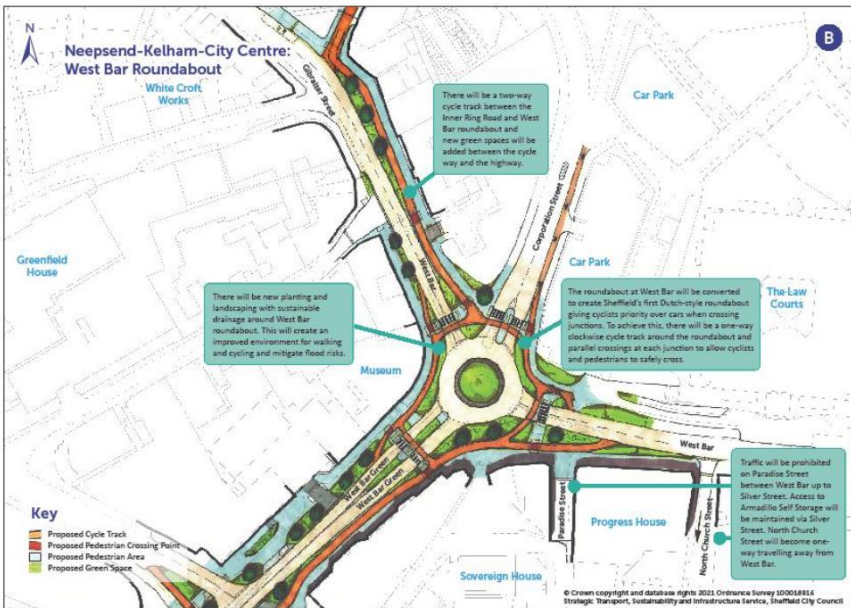 N
Neepsend-Kelham-City Centre:
West Bar Roundabout
B
White Croft
Works
Gibraltar Street
There will be a two-way
cycle track between the
Inner Ring Road and West
Bar roundabout and
new green spaces will be
added between the cycle
way and the highway.
Car Park
Corporation Street
Greenfield
House
West Bar
Car Park
There will be new planting and
landscaping with sustainable
drainage around West Bar
roundabout. This will create an
improved environment for walking
and cycling and mitigate flood risks.
The roundabout at West Bar will be converted
to create Sheffield's first Dutch-style roundabout
giving cyclists priority over cars when crossing
junctions. To achieve this, there will be a one-way
clockwise cycle track around the roundabout and
parallel crossings at each junction to allow cyclists
and pedestrians to safely cross.
The Law
Courts
Museum
West Bar
West Bar Green
West Bar Green
Paradise Street
Progress House
North Church Street
Traffic will be prohibited
on Paradise Street
between West Bar up to
Silver Street. Access to
Armadillo Self Storage will
be maintained via Silver
Street. North Church
Street will become one-
way travelling away from
West Bar.
Key
Proposed Cycle Track
Proposed Pedestrian Crossing Point
Proposed Pedestrian Area
Proposed Green Space
Sovereign House
© Crown copyright and database rights 2021 Ordnance Survey 100018816
Strategic Transport, Sustainability and Infrastructure Service, Sheffield City Council